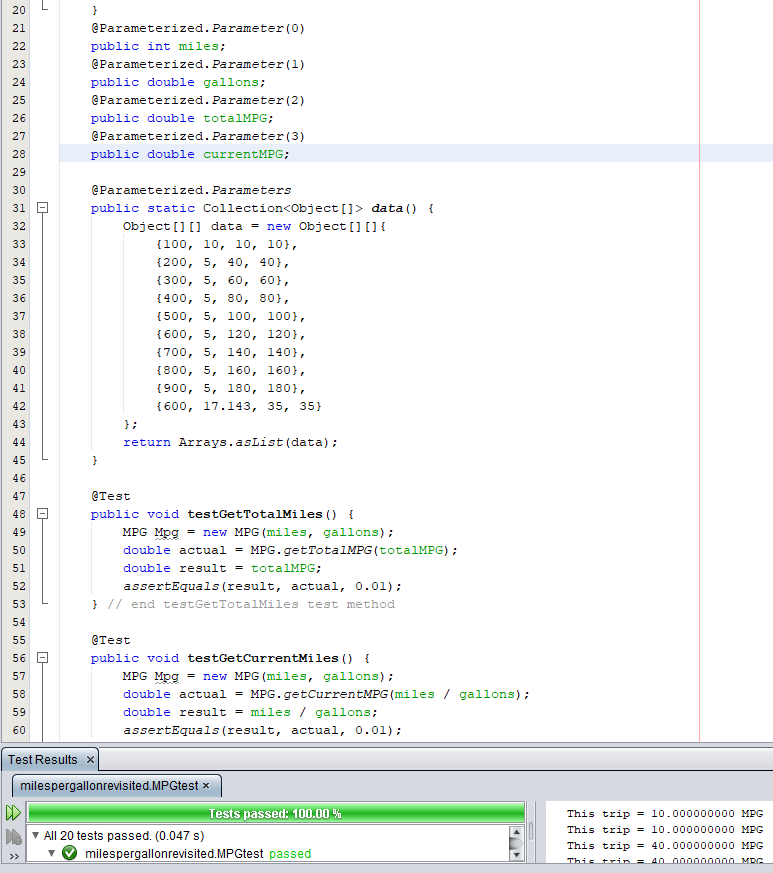 20 }
21 @Parameterized.Parameter(0)
22 public int miles;
23 @Parameterized.Parameter(1)
24 public double gallons;
25 @Parameterized.Parameter(2)
26 public double totalMPG;
27 @Parameterized.Parameter(3)
28 public double currentMPG;
29
30 @Parameterized.Parameters
31 public static Collection<Object[]> data() {
32 Object[][] data = new Object[][]{
33 {100, 10, 10, 10},
34 {200, 5, 40, 40},
35 {300, 5, 60, 60},
36 {400, 5, 80, 80},
37 {500, 5, 100, 100},
38 {600, 5, 120, 120},
39 {700, 5, 140, 140},
40 {800, 5, 160, 160},
41 {900, 5, 180, 180},
42 {600, 17.143, 35, 35}
43 };
44 return Arrays.asList(data);
45 }
46
47 @Test
48 public void testGetTotalMiles() {
49 MPG Mpg = new MPG(miles, gallons);
50 double actual = MPG.getTotalMPG(totalMPG);
51 double result = totalMPG;
52 assertEquals(result, actual, 0.01);
53 } // end testGetTotalMiles test method
54
55 @Test
56 public void testGetCurrentMiles() {
57 MPG Mpg = new MPG(miles, gallons);
58 double actual = MPG.getCurrentMPG(miles / gallons);
59 double result = miles / gallons;
60 assertEquals(result, actual, 0.01);
Test Results ×
milespergallonrevisited.MPGtest ×
Tests passed: 100.00 %
All 20 tests passed. (0.047 s)
milespergallonrevisited.MPGtest passed
This trip = 10.000000000 MPG
This trip = 10.000000000 MPG
This trip = 40.000000000 MPG
This trip = 40.000000000 MPG